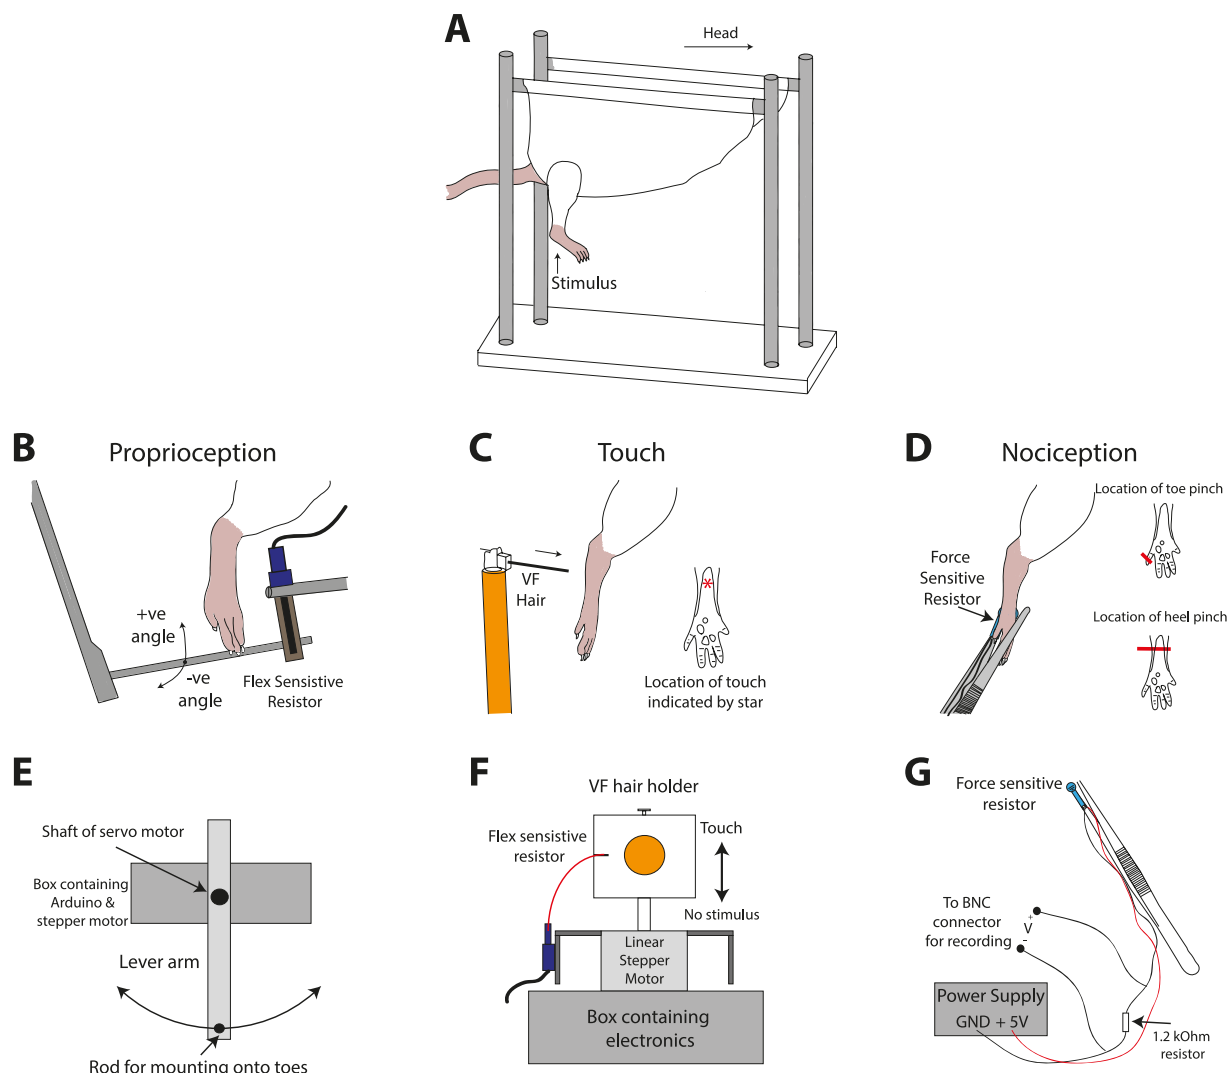 A
Head
Stimulus
B
Proprioception
+ve
angle
-ve
angle
Flex Sensistive
Resistor
C
Touch
VF
Hair
Location of touch
indicated by star
D
Nociception
Location of toe pinch
Force
Sensitive
Resistor
Location of heel pinch
E
Shaft of servo motor
Box containing
Arduino &
stepper motor
Lever arm
Rod for mounting onto toes
F
VF hair holder
Flex sensistive
resistor
Touch
No stimulus
Linear
Stepper
Motor
Box containing
electronics
G
Force sensitive
resistor
To BNC
connector
for recording
+
V
-
Power Supply
GND + 5V
1.2 kOhm
resistor